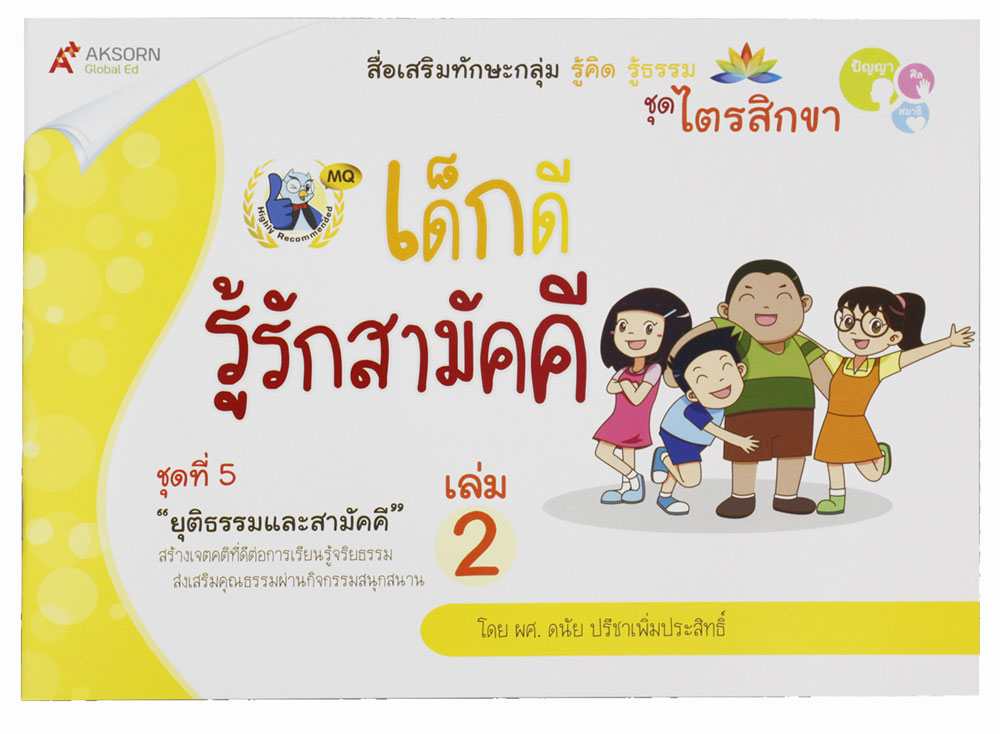 AKSORN
Global Ed
สื่อเสริมทักษะกลุ่ม รู้คิด รู้ธรรม
ชุด ไตรสิกขา
ปัญญา
ศีล
สมาธิ
MQ
Highly Recommended
เด็กดี
รู้รักสามัคคี
ชุดที่ 5
“ยุติธรรมและสามัคคี”
สร้างเจตคติที่ดีต่อการเรียนรู้จริยธรรม
ส่งเสริมคุณธรรมผ่านกิจกรรมสนุกสนาน
เล่ม
2
โดย ผศ. ดนัย ปรีชาเพิ่มประสิทธิ์